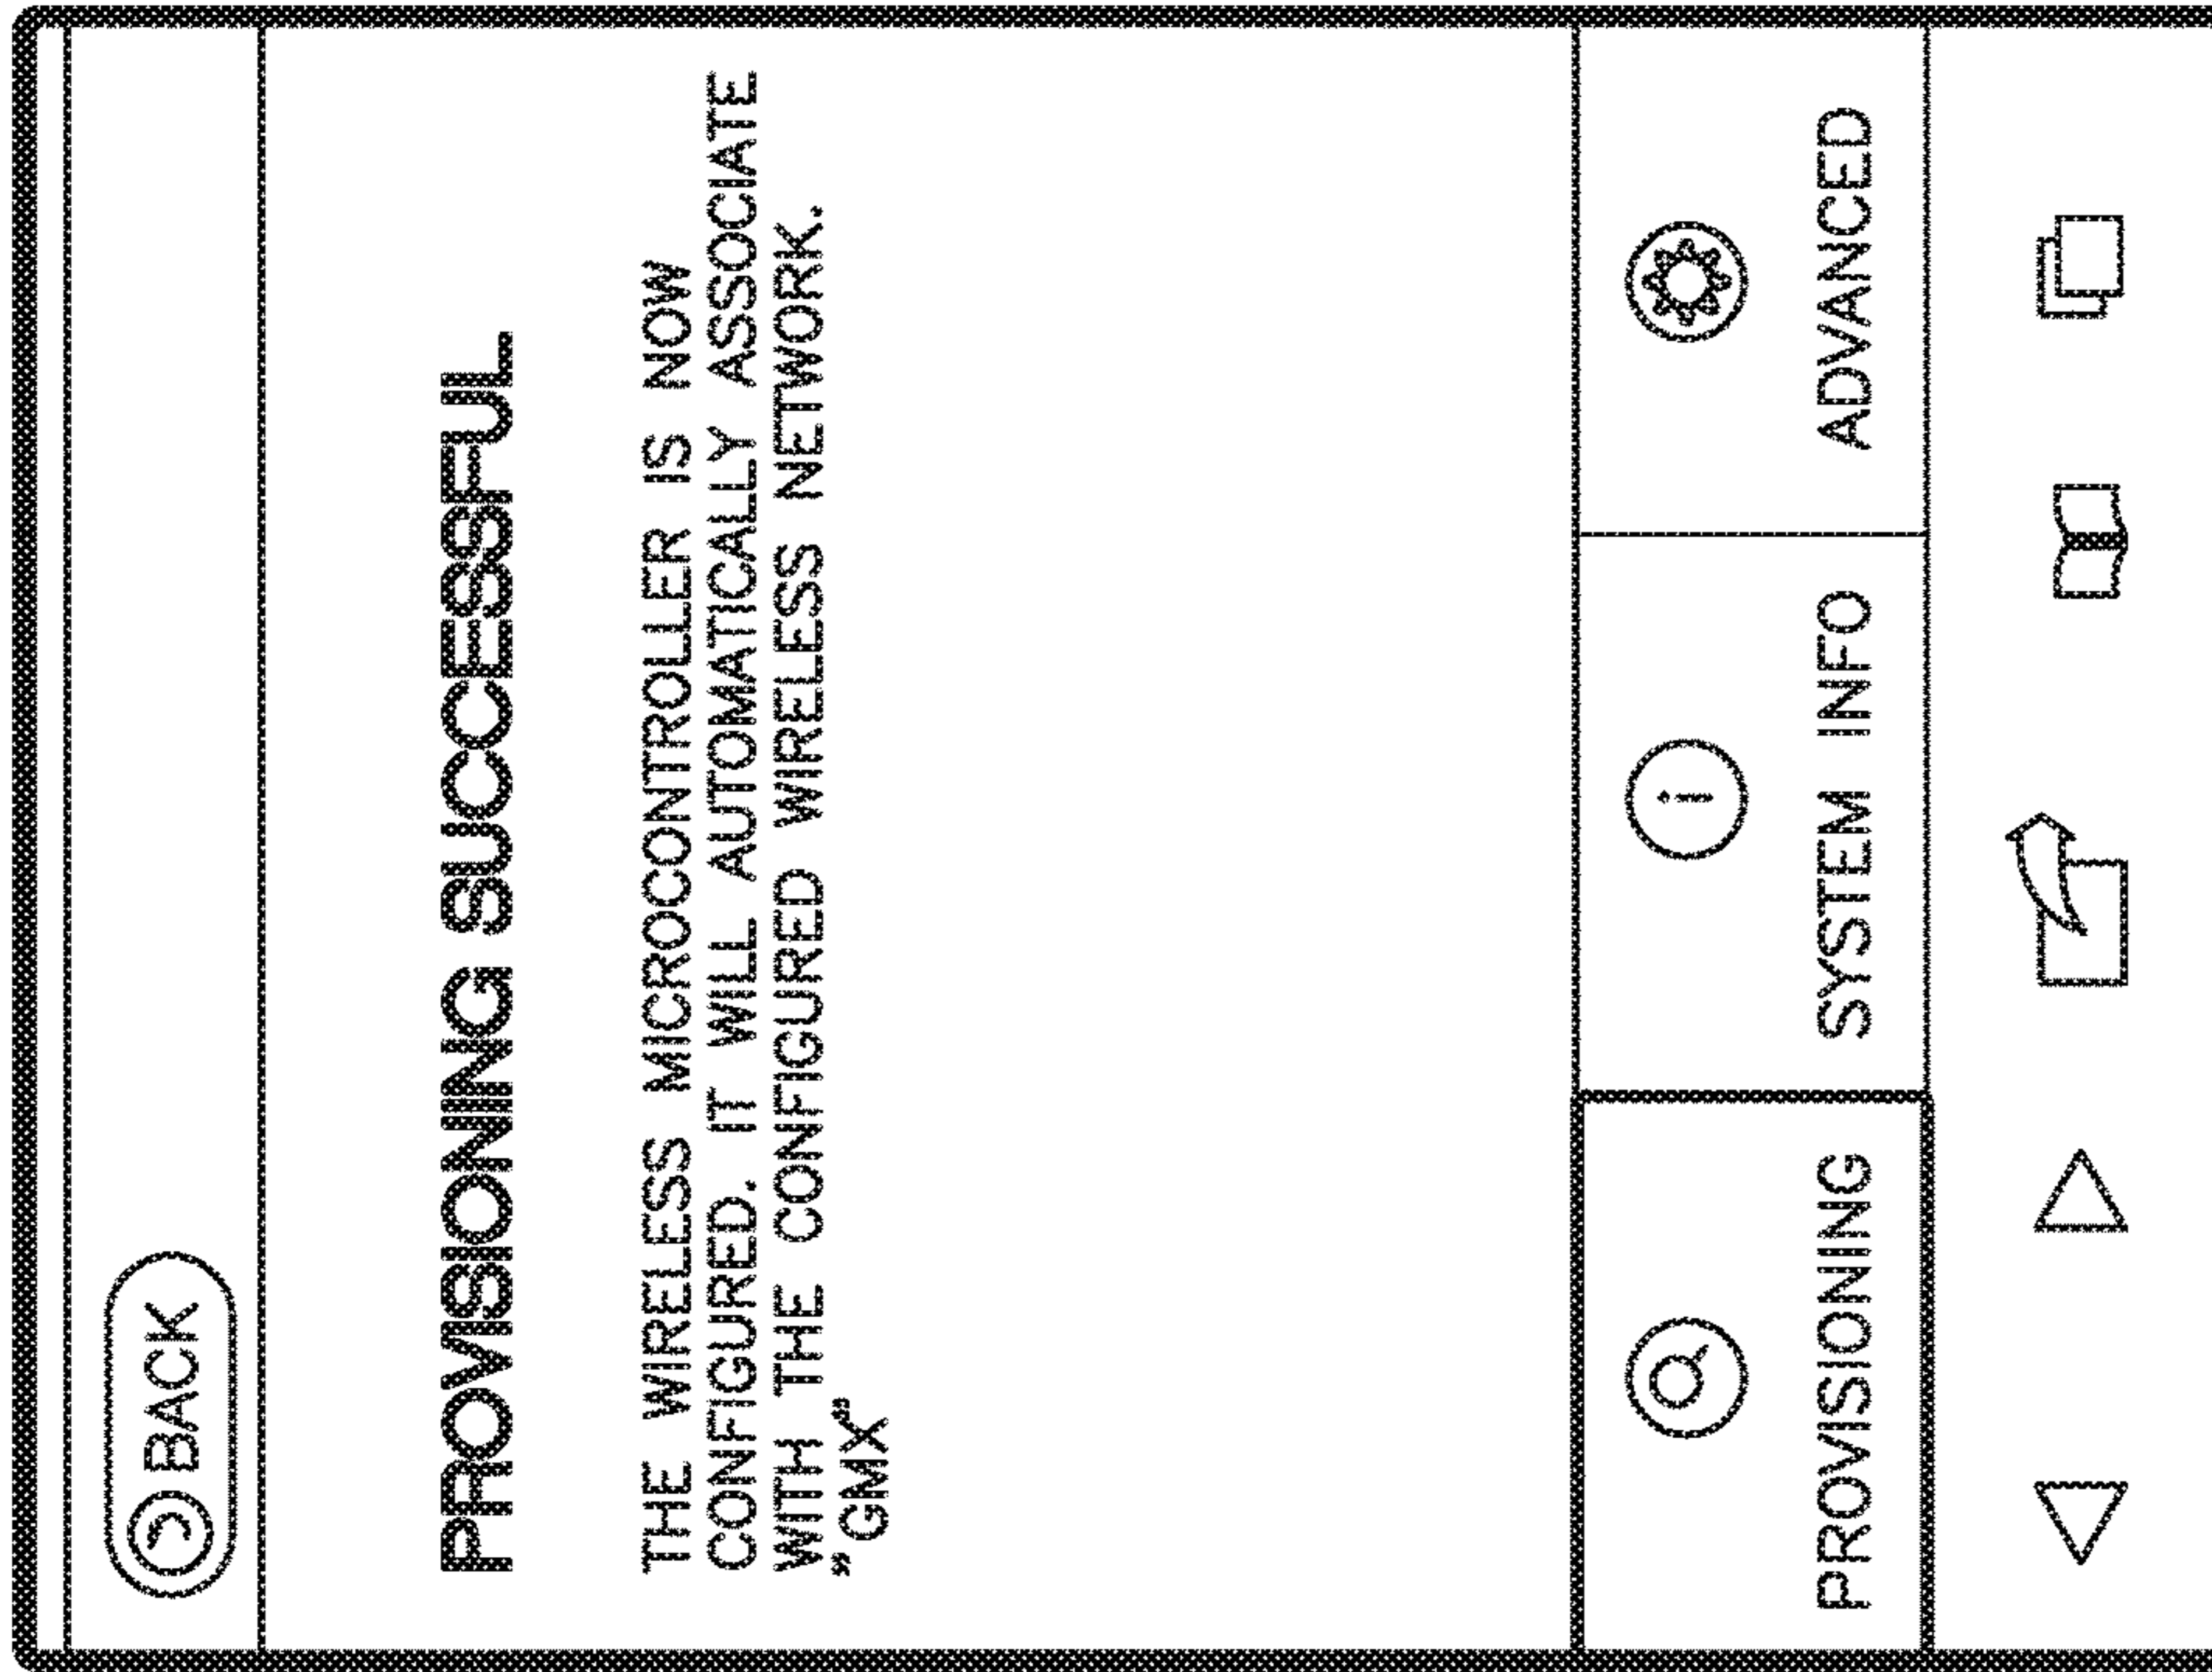 BACK
PROVISIONING SUCCESSFUL
THE WIRELESS MICROCONTROLLER IS NOW
CONFIGURED. IT WILL AUTOMATICALLY ASSOCIATE
WITH THE CONFIGURED WIRELESS NETWORK.
”GMX“
i
PROVISIONING SYSTEM INFO ADVANCED